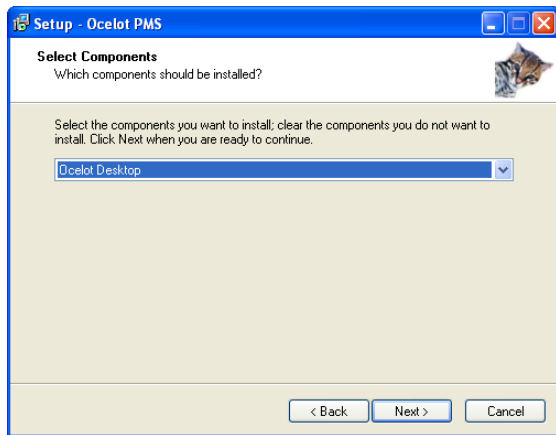 Setup - Ocelot PMS
Select Components
Which components should be installed?
Select the components you want to install; clear the components you do not want to
install. Click Next when you are ready to continue.
Ocelot Desktop
< Back
Next >
Cancel